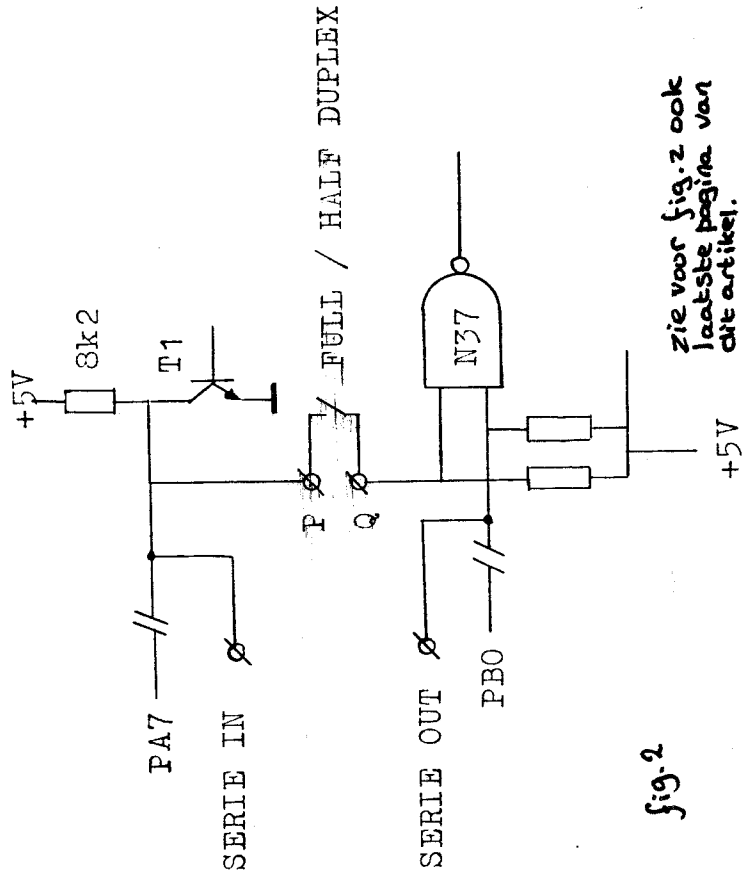 +5V
8k2
T1
PA7
SERIE IN
P
Q
FULL / HALF DUPLEX
SERIE OUT
PB0
N37
+5V
fig.2
zie voor fig.2 ook
laatste pagina van
dit artikel.